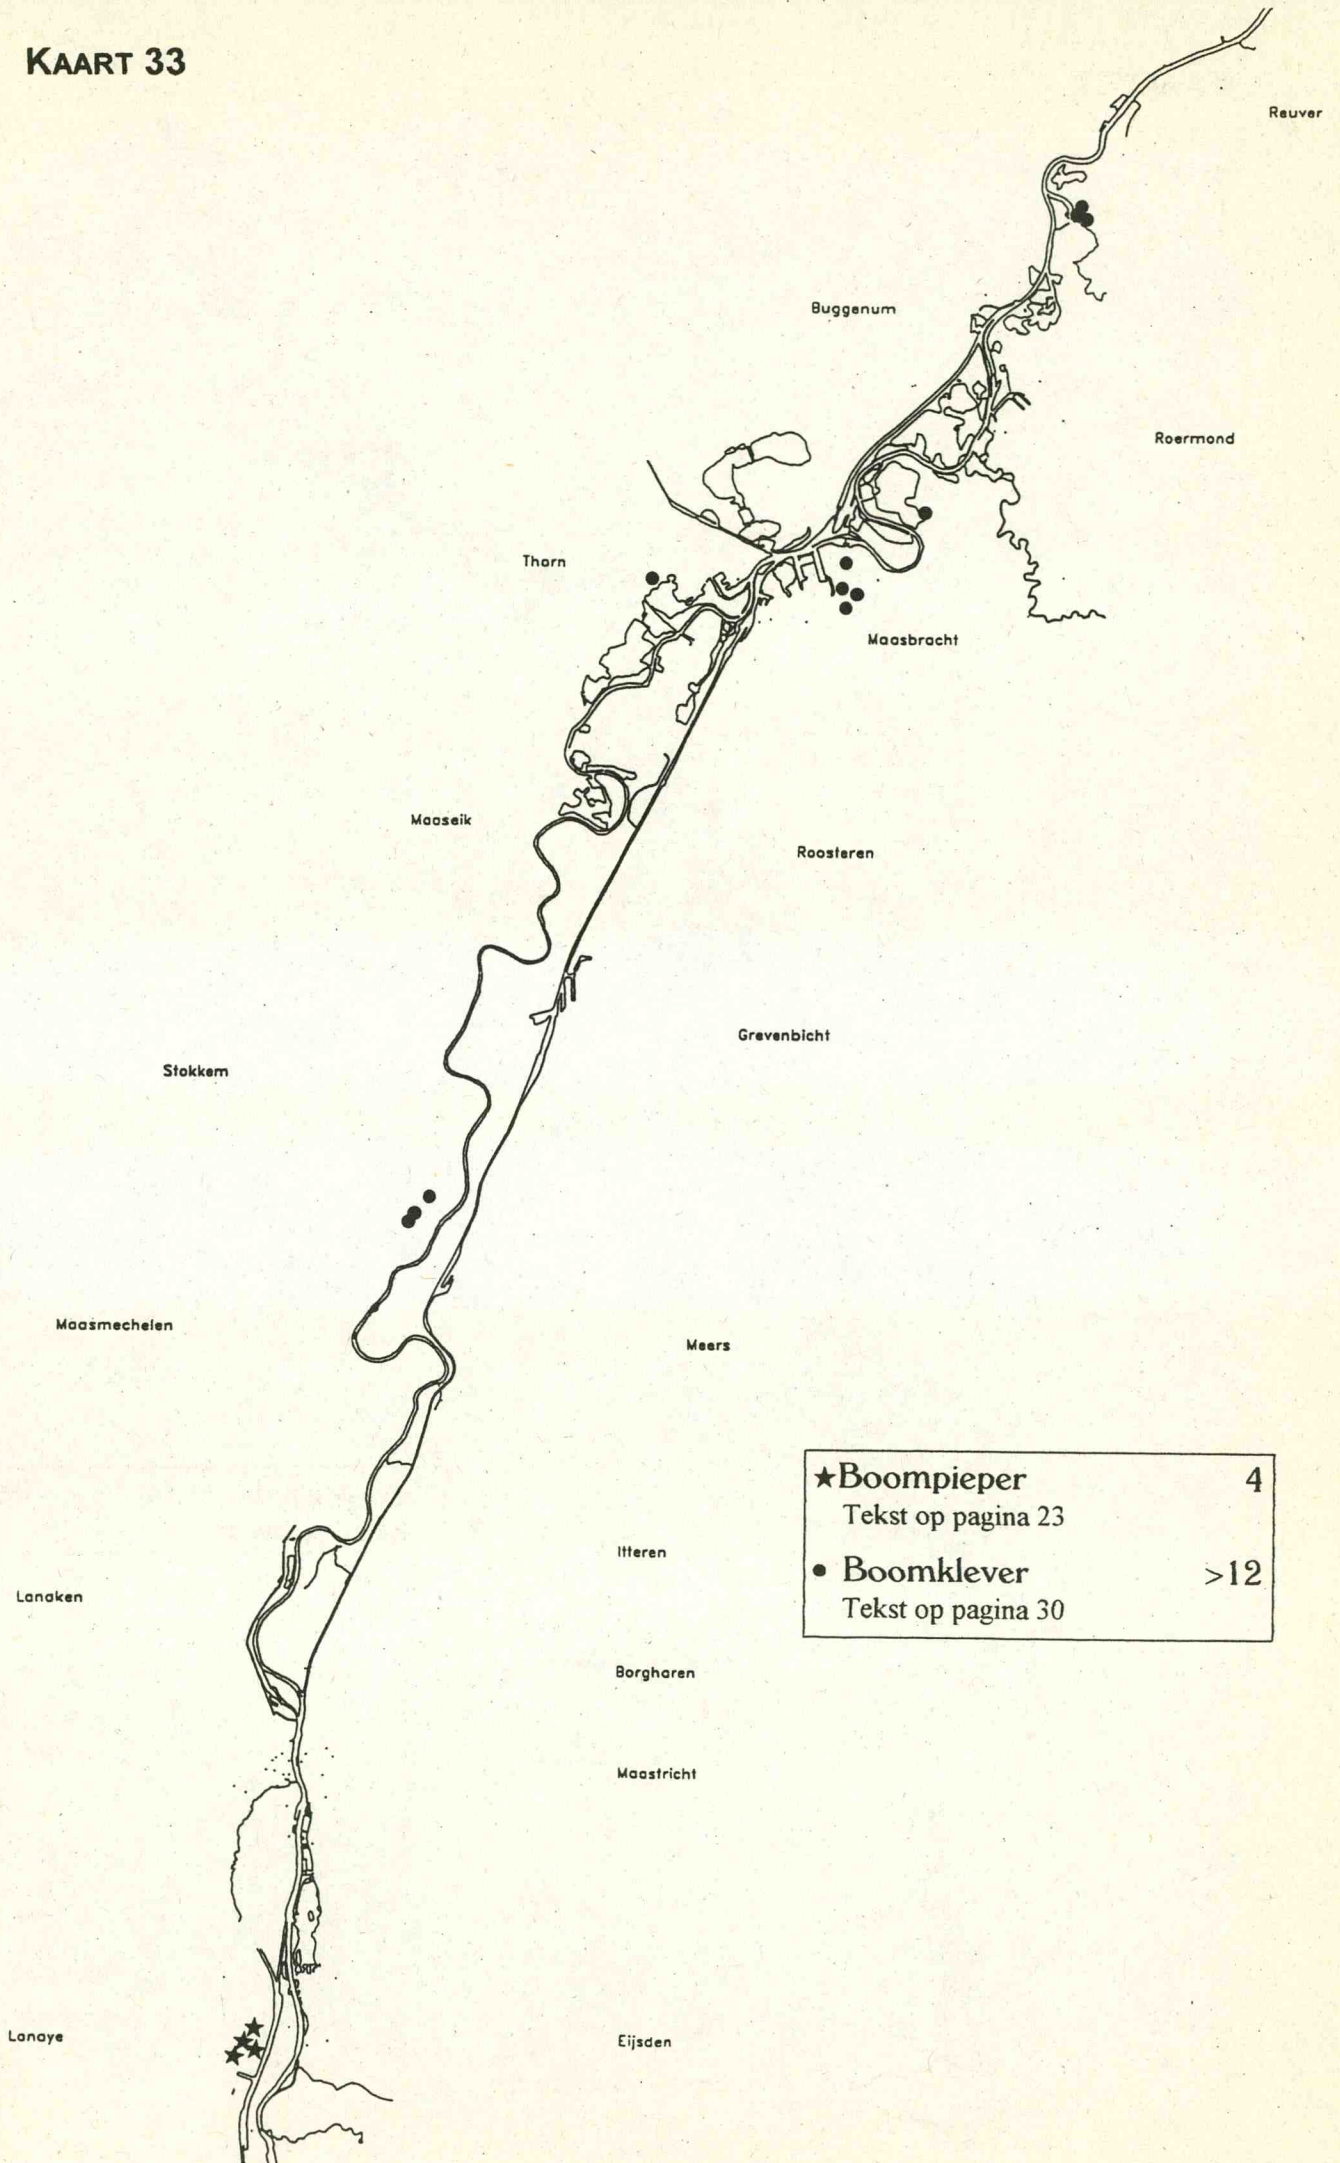 KAART 33
Reuver
Buggenum
Roermond
Thorn
Maasbracht
Maaseik
Roosteren
Grevenbicht
Stokkem
Maasmechelen
Meers
★Boompieper 4
Tekst op pagina 23
• Boomklever >12
Tekst op pagina 30
Itteren
Lanaken
Borgharen
Maastricht
Lanaye
Eijsden